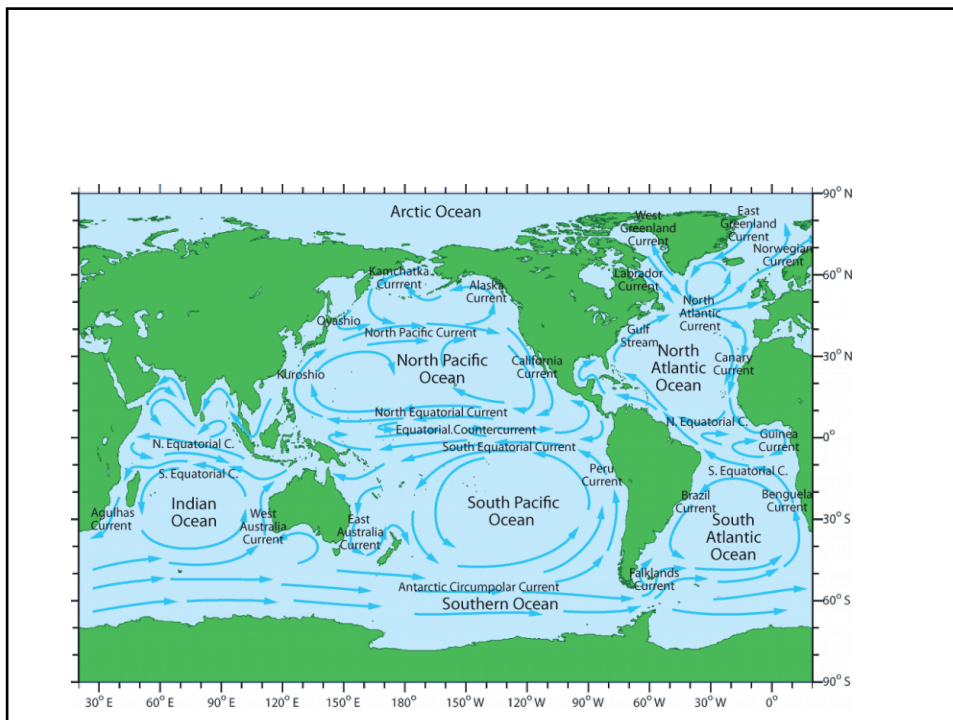 90° N
Arctic Ocean
West
Greenland
Current
East
Greenland
Current
Norwegian
Current
60° N
Kamchatka
Currrent
Alaska
Current
Labrador
Current
North
Atlantic
Current
Oyashio
North Pacific Current
Gulf
Stream
30° N
Kuroshio
North Pacific
Ocean
California
Current
North
Atlantic
Ocean
Canary
Current
North Equatorial Current
N. Equatorial C.
Equatorial Countercurrent
Guinea
Current
0°
N. Equatorial C.
South Equatorial Current
S. Equatorial C.
Peru
Current
S. Equatorial C.
Indian
Ocean
South Pacific
Ocean
Brazil
Current
Benguela
Current
Agulhas
Current
West
Australia
Current
East
Australia
Current
South
Atlantic
Ocean
30° S
Falklands
Current
Antarctic Circumpolar Current
Southern Ocean
60° S
90° S
30° E 60° E 90° E 120° E 150° E 180° 150° W 120° W 90° W 60° W 30° W 0°